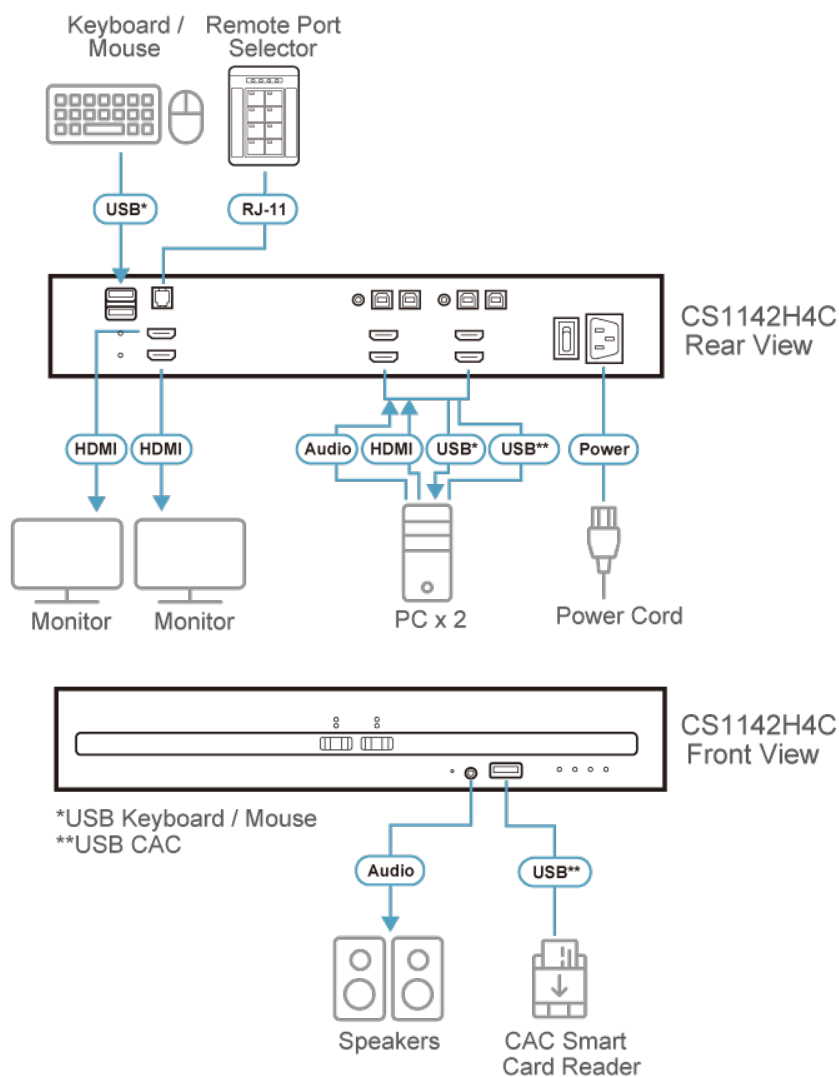 Keyboard /
Mouse
Remote Port
Selector
USB*
RJ-11
CS1142H4C
Rear View
HDMI
HDMI
Audio
HDMI
USB*
USB**
Power
Monitor
Monitor
PC x 2
Power Cord
CS1142H4C
Front View
*USB Keyboard / Mouse
**USB CAC
Audio
USB**
Speakers
CAC Smart
Card Reader